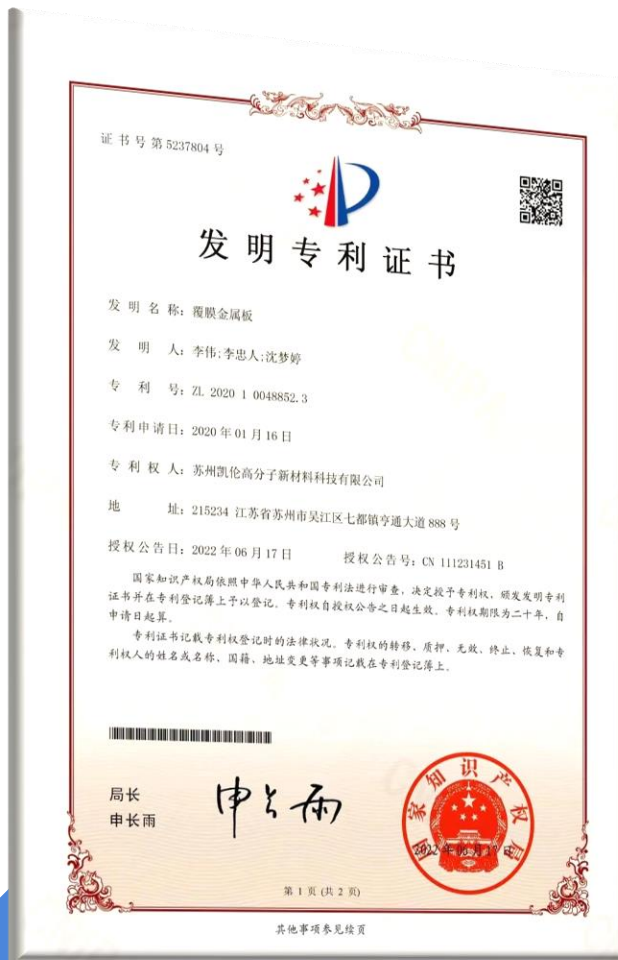 证书号第5237804号
发明专利证书
发明名称：覆膜金属板
发明人：李伟;李忠人;沈梦婷
专利号：ZL 2020 1 0048852.3
专利申请日：2020年01月16日
专利权人：苏州凯伦高分子新材料科技有限公司
地址：215234 江苏省苏州市吴江区七都镇亨通大道888号
授权公告日：2022年06月17日 授权公告号：CN 111231451 B
国家知识产权局依照中华人民共和国专利法进行审查，决定授予专利权，颁发发明专利
证书并在专利登记簿上予以登记。专利权自授权公告之日起生效。专利权期限为二十年，自
申请日起算。
专利证书记载专利权登记时的法律状况。专利权的转移、质押、无效、终止、恢复和专
利权人的姓名或名称、国籍、地址变更等事项记载在专利登记簿上。
局长
申长雨
申长雨
国家知识产权局
2022年06月17日
第 1 页 (共 2 页)
其他事项参见续页